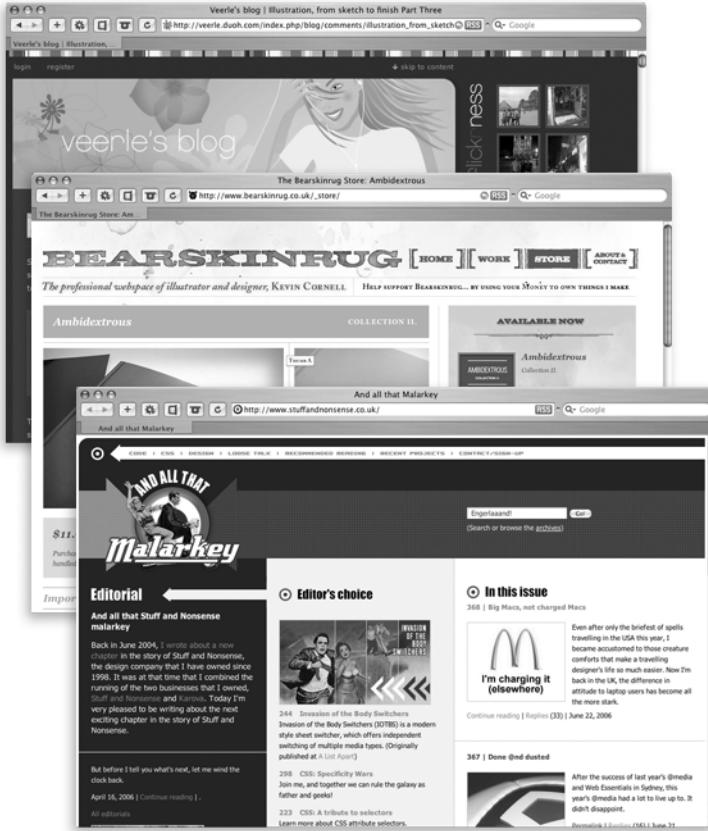 Veerle's blog | Illustration, from sketch to finish Part Three
http://veerle.duoh.com/index.php/blog/comments/illustration_from_sketch
RSS
Google
Veerle's blog | Illustration, ...
login register
skip to content
veerle's blog
ness
The Bearskinrug Store: Ambidextrous
http://www.bearskinrug.co.uk/_store/
RSS
Google
The Bearskinrug Store: Am...
BEARSKINRUG
[HOME] [WORK] [STORE] [ABOUT & CONTACT]
The professional webspace of illustrator and designer, KEVIN CORNELL
HELP SUPPORT BEARSKINRUG... BY USING YOUR MONEY TO OWN THINGS I MAKE
Ambidextrous
COLLECTION II.
AVAILABLE NOW
AMBIDEXTROUS
COLLECTION II
Ambidextrous
Collection II.
$11.
And all that Malarkey
http://www.stuffandnonsense.co.uk/
RSS
Google
And all that Malarkey
CODE | CSS | DESIGN | LOOSE TALK | RECOMMENDED READING | RECENT PROJECTS | CONTACT/SIGN-UP
AND ALL THAT
Malarkey
Engerlaaand!
Go!
(Search or browse the archives)
Editorial
And all that Stuff and Nonsense
malarkey
Back in June 2004, I wrote about a new
chapter in the story of Stuff and Nonsense,
the design company that I have owned since
1998. It was at that time that I combined the
running of the two businesses that I owned,
Stuff and Nonsense and Karova. Today I'm
very pleased to be writing about the next
exciting chapter in the story of Stuff and
Nonsense.
But before I tell you what's next, let me wind the
clock back.
April 16, 2006 | Continue reading | .
All editorials
Editor's choice
INVASION
OF THE
BODY
SWITCHERS
244 Invasion of the Body Switchers
Invasion of the Body Switchers (IOTBS) is a modern
style sheet switcher, which offers independent
switching of multiple media types. (Originally
published at A List Apart)
298 CSS: Specificity Wars
Join me, and together we can rule the galaxy as
father and geeks!
223 CSS: A tribute to selectors
Learn more about CSS attribute selectors.
In this issue
368 | Big Macs, not charged Macs
I'm charging it
(elsewhere)
Even after only the briefest of spells
travelling in the USA this year, I
became accustomed to those creature
comforts that make a travelling
designer's life so much easier. Now I'm
back in the UK, the difference in
attitude to laptop users has become all
the more stark.
Continue reading | Replies (33) | June 22, 2006
367 | Done @nd dusted
After the success of last year's @media
and Web Essentials in Sydney, this
year's @media had a lot to live up to. It
didn't disappoint.
Permalink | Replies (16) | June 21,